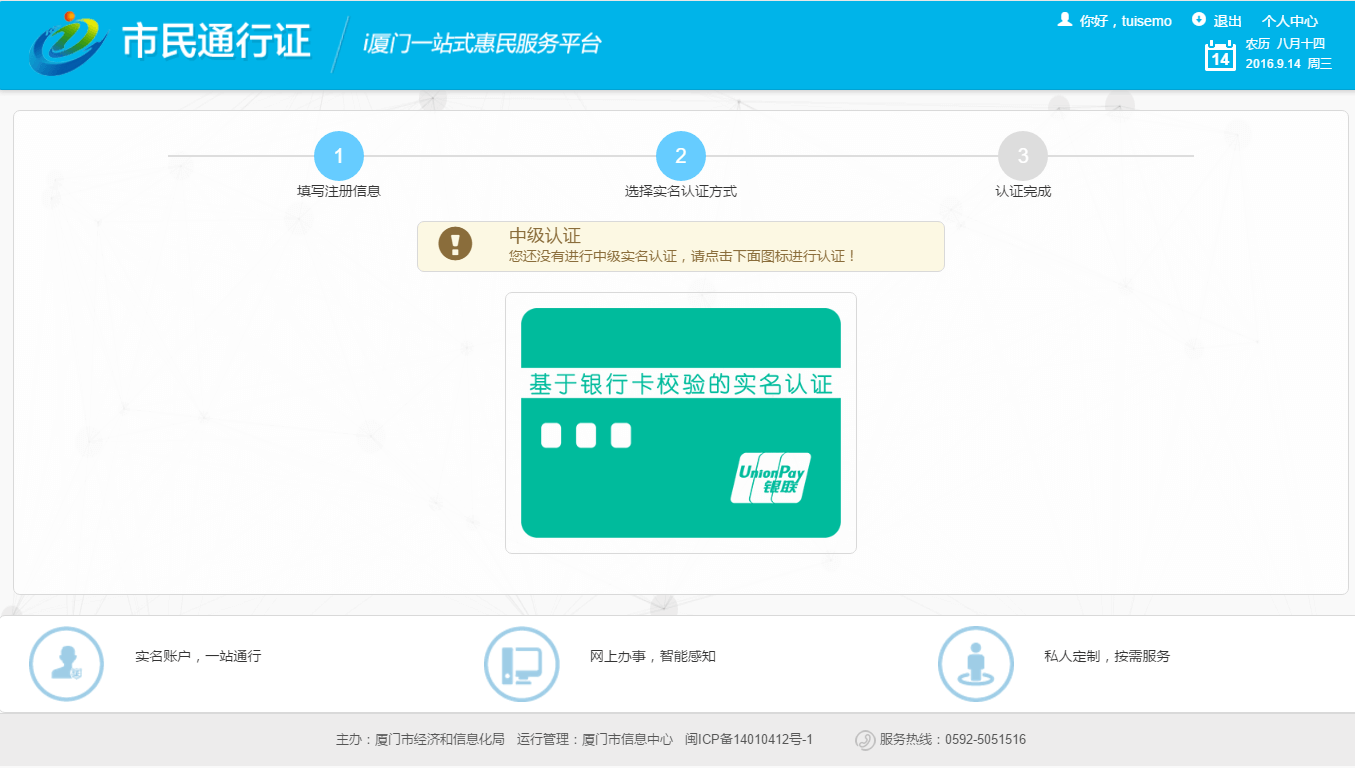 市民通行证
i厦门一站式惠民服务平台
你好，tuisemo 退出 个人中心
14
农历 八月十四
2016.9.14 周三
1
2
3
填写注册信息
选择实名认证方式
认证完成
中级认证
您还没有进行中级实名认证，请点击下面图标进行认证！
基于银行卡校验的实名认证
UnionPay
银联
实名账户，一站通行
网上办事，智能感知
私人定制，按需服务
主办：厦门市经济和信息化局 运行管理：厦门市信息中心 闽ICP备14010412号-1 服务热线：0592-5051516